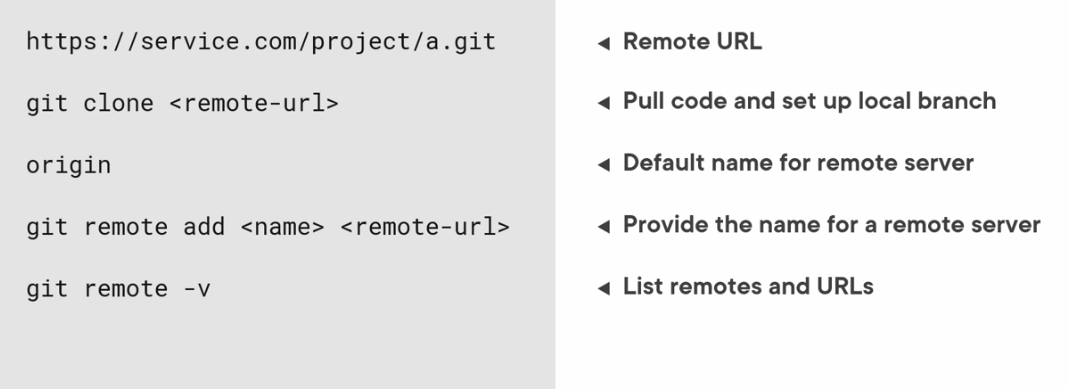 https://service.com/project/a.git ◄ Remote URL
git clone <remote-url> ◄ Pull code and set up local branch
origin ◄ Default name for remote server
git remote add <name> <remote-url> ◄ Provide the name for a remote server
git remote -v ◄ List remotes and URLs